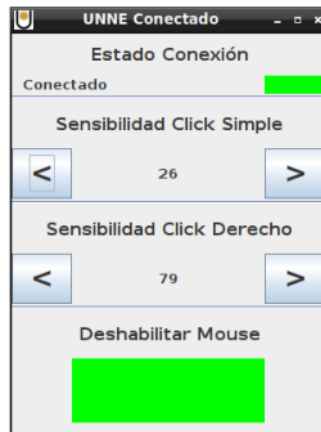 UNNE Conectado
Estado Conexión
Conectado
Sensibilidad Click Simple
< 26 >
Sensibilidad Click Derecho
< 79 >
Deshabilitar Mouse